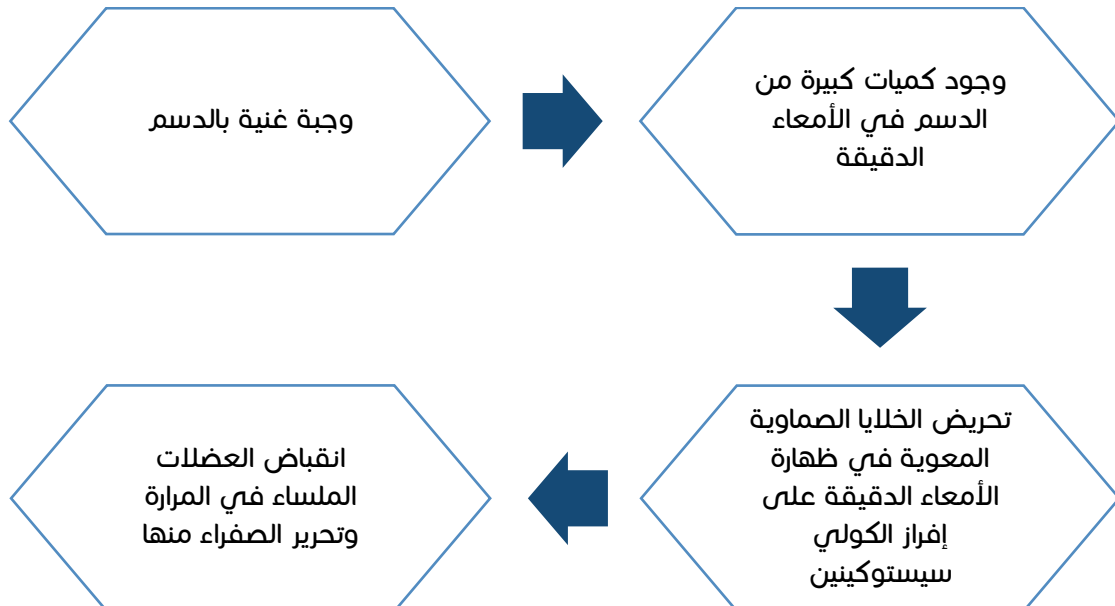 وجبة غنية بالدسم
وجود كميات كبيرة من
الدسم في الأمعاء
الدقيقة
تحريض الخلايا الصماوية
المعوية في ظهارة
الأمعاء الدقيقة على
إفراز الكولي
سيستوكينين
انقباض العضلات
الملساء في المرارة
وتحرير الصفراء منها